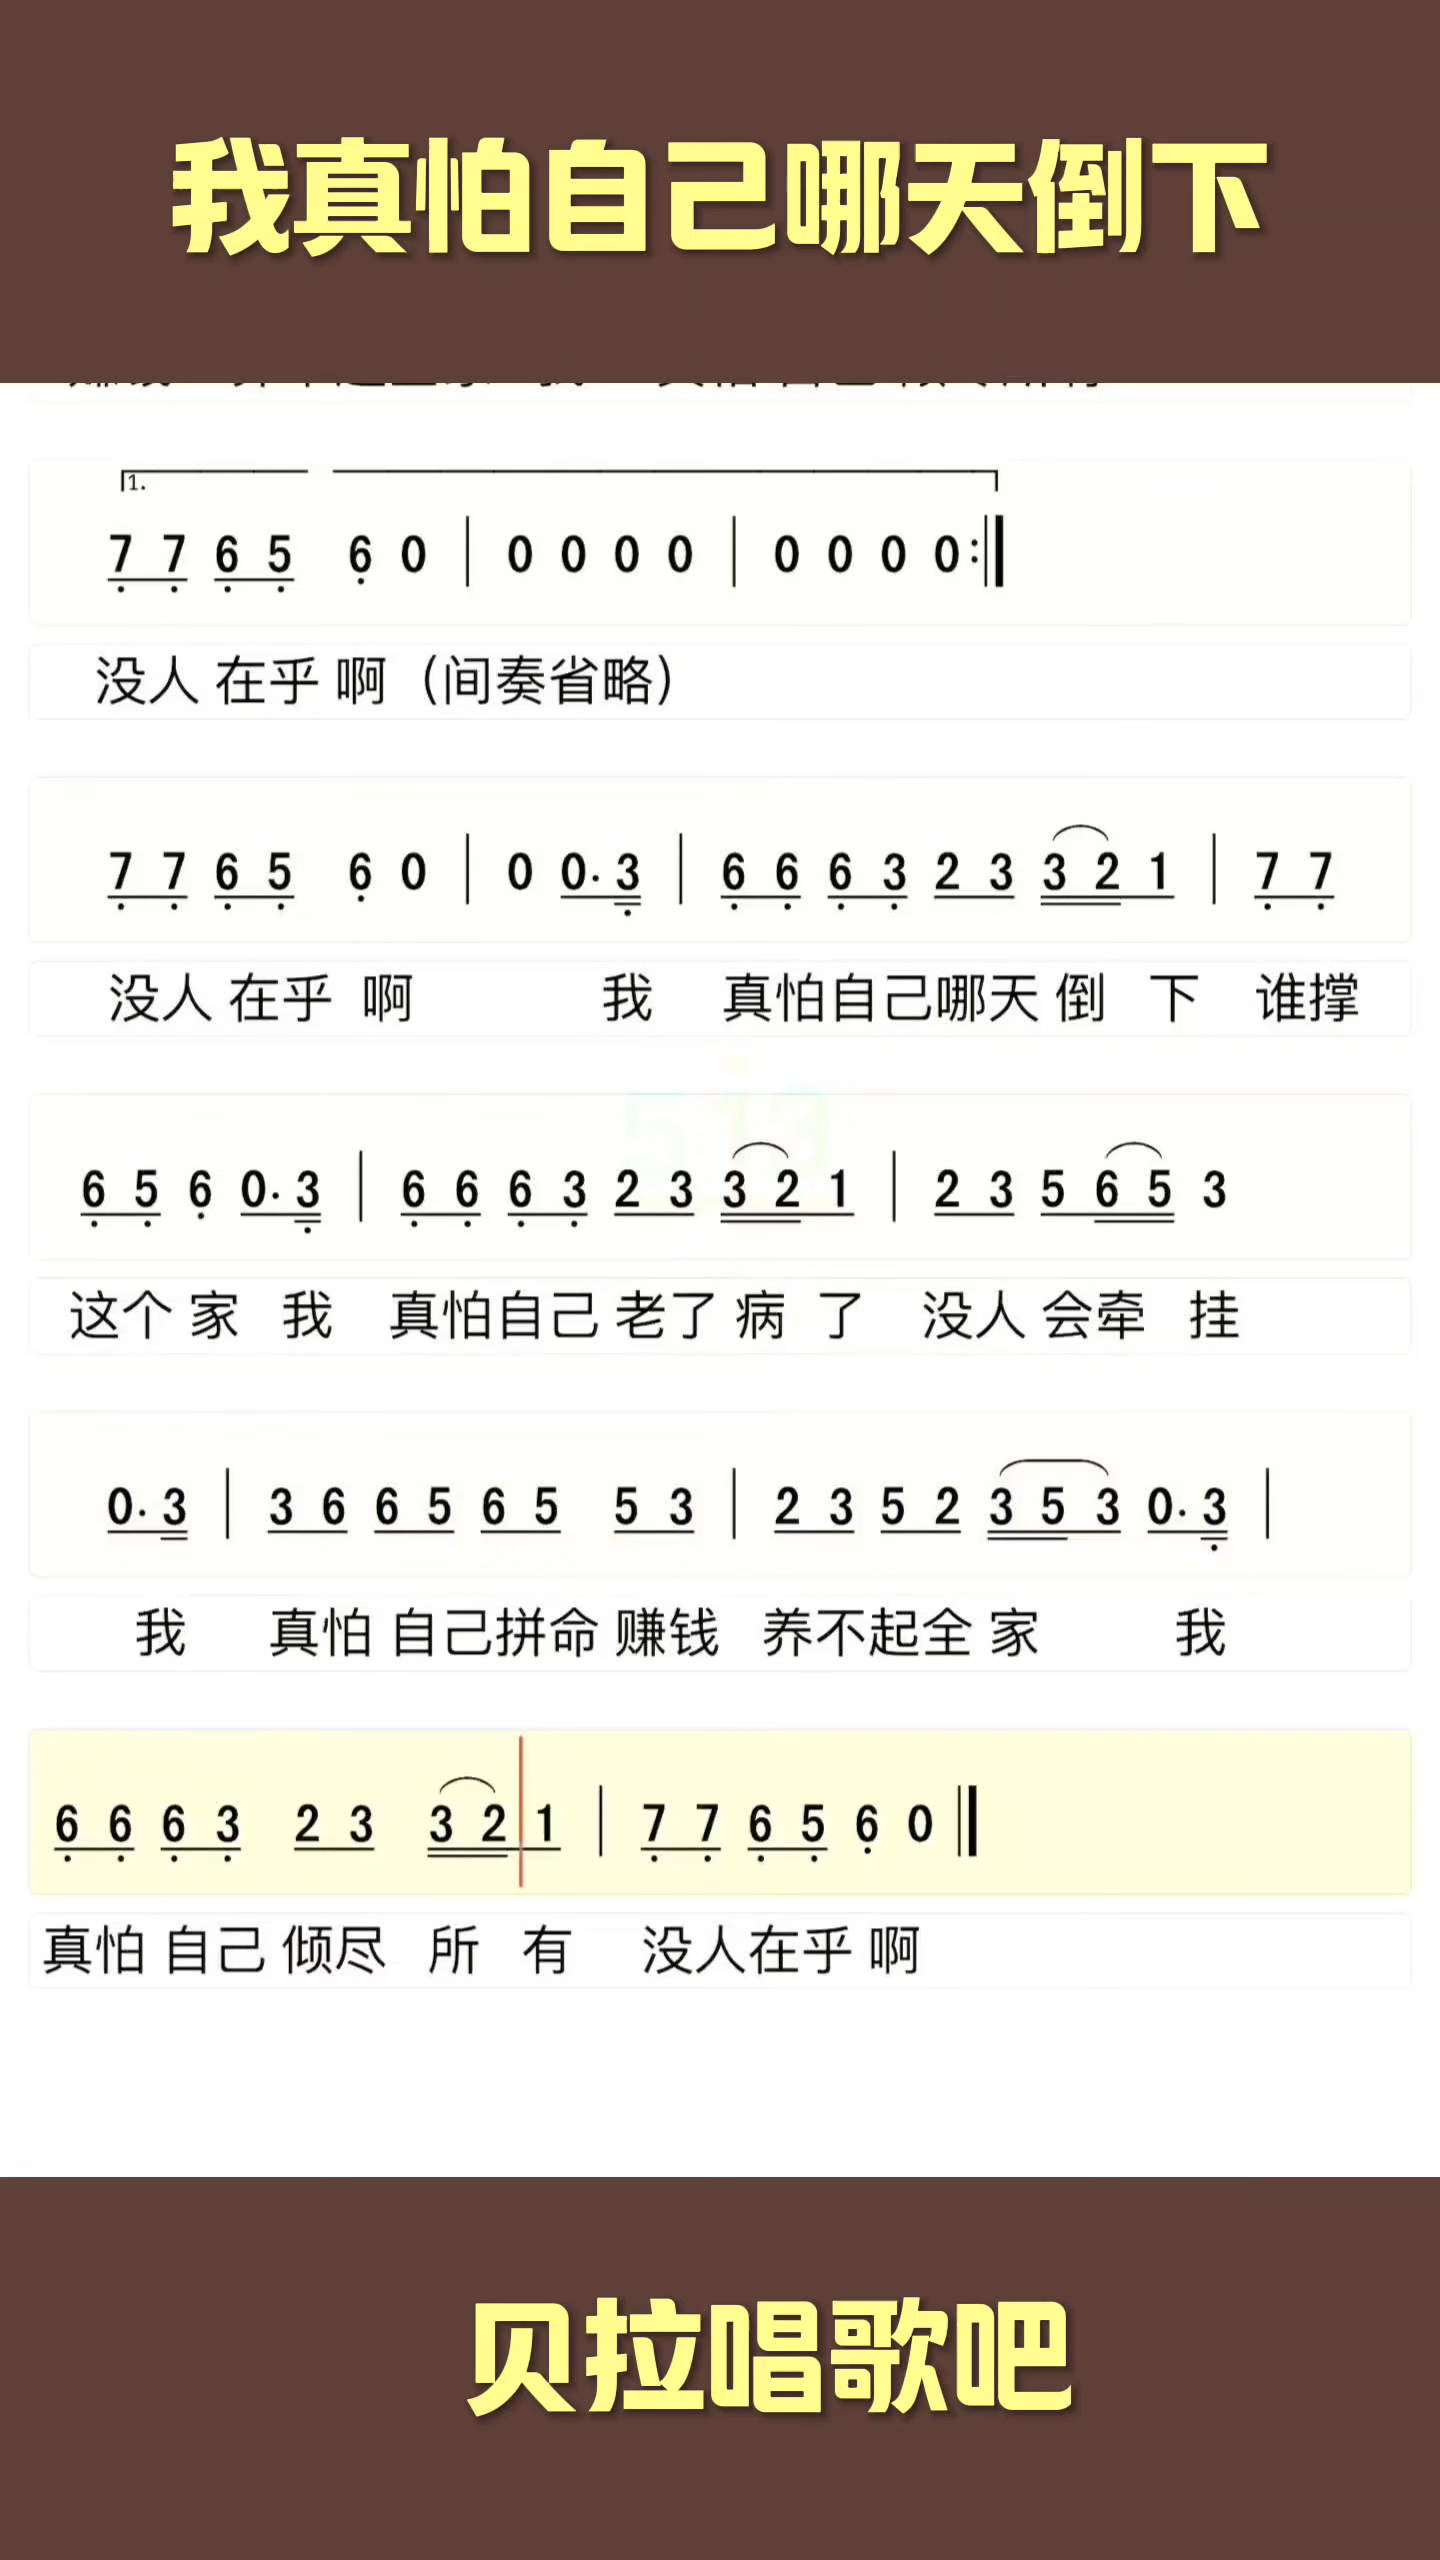 我真怕自己哪天倒下
1.
7 7 6 5 6 0 | 0 0 0 0 | 0 0 0 0 :|
没人 在乎 啊（间奏省略）
7 7 6 5 6 0 | 0 0. 3 | 6 6 6 3 2 3 3 2 1 | 7 7
没人 在乎 啊 我 真怕自己哪天 倒 下 谁撑
6 5 6 0. 3 | 6 6 6 3 2 3 3 2 1 | 2 3 5 6 5 3
这个 家 我 真怕自己 老了 病 了 没人 会牵 挂
0. 3 | 3 6 6 5 6 5 5 3 | 2 3 5 2 3 5 3 0. 3 |
我 真怕 自己拼命 赚钱 养不起全 家 我
6 6 6 3 2 3 3 2 1 | 7 7 6 5 6 0 ‖
真怕 自己 倾尽 所 有 没人在乎 啊
贝拉唱歌吧